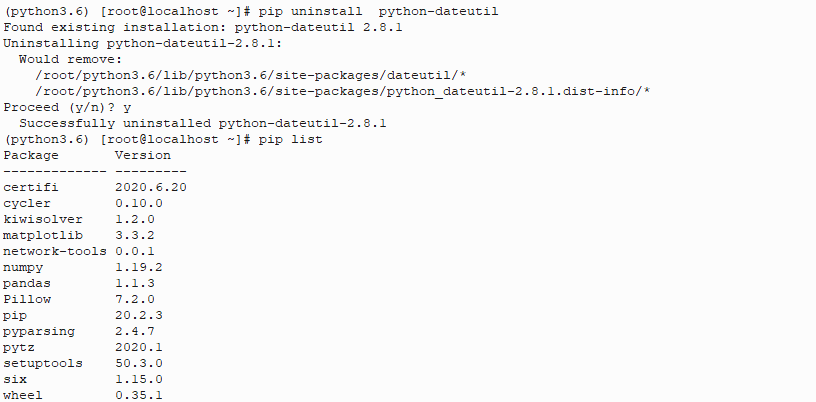 (python3.6) [root@localhost ~]# pip uninstall  python-dateutil
Found existing installation: python-dateutil 2.8.1
Uninstalling python-dateutil-2.8.1:
  Would remove:
    /root/python3.6/lib/python3.6/site-packages/dateutil/*
    /root/python3.6/lib/python3.6/site-packages/python_dateutil-2.8.1.dist-info/*
Proceed (y/n)? y
  Successfully uninstalled python-dateutil-2.8.1
(python3.6) [root@localhost ~]# pip list
Package       Version
------------- ---------
certifi       2020.6.20
cycler        0.10.0
kiwisolver    1.2.0
matplotlib    3.3.2
network-tools 0.0.1
numpy         1.19.2
pandas        1.1.3
Pillow        7.2.0
pip           20.2.3
pyparsing     2.4.7
pytz          2020.1
setuptools    50.3.0
six           1.15.0
wheel         0.35.1